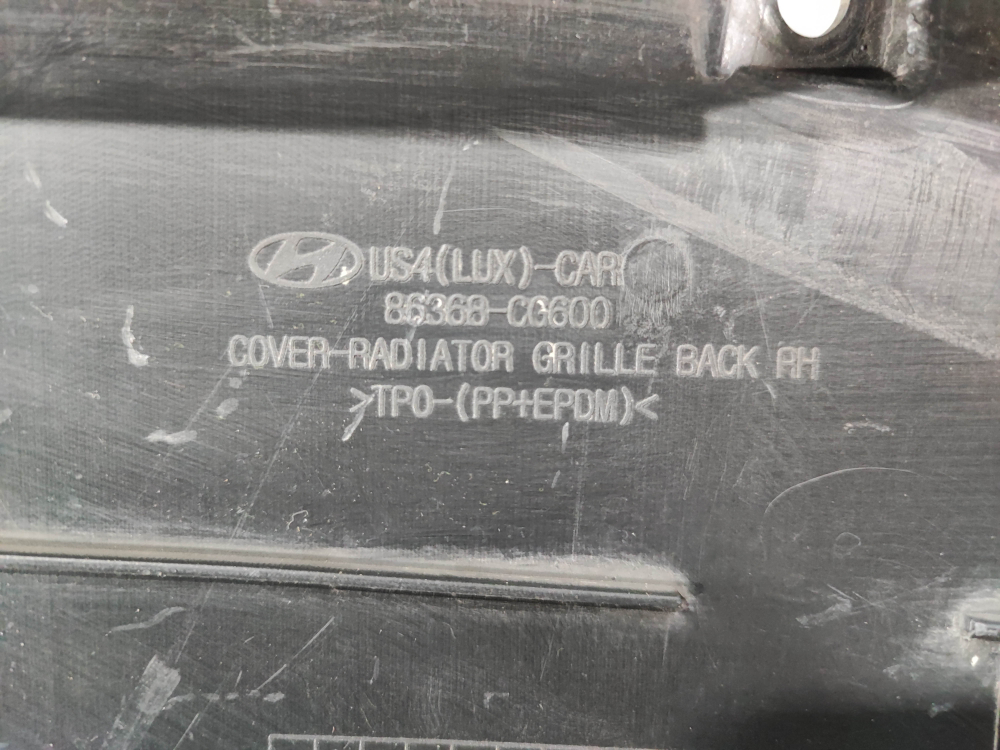 US4(LUX)-CAR
86368-CG600
COVER-RADIATOR GRILLE BACK RH
>TPO-(PP+EPDM)<